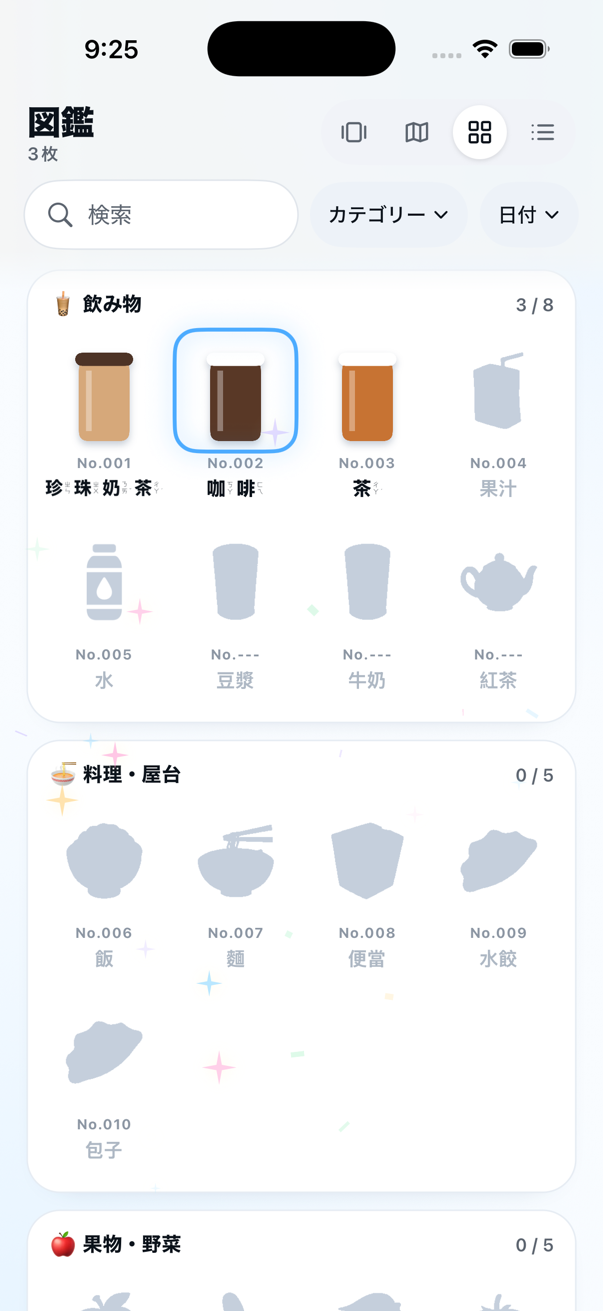 9:25
図鑑
3枚
検索
カテゴリー
日付
飲み物
3 / 8
No.001
No.002
No.003
No.004
珍珠奶茶
咖啡
茶
果汁
No.005
No.---
No.---
No.---
水
豆漿
牛奶
紅茶
料理・屋台
0 / 5
No.006
No.007
No.008
No.009
飯
麵
便當
水餃
No.010
包子
果物・野菜
0 / 5